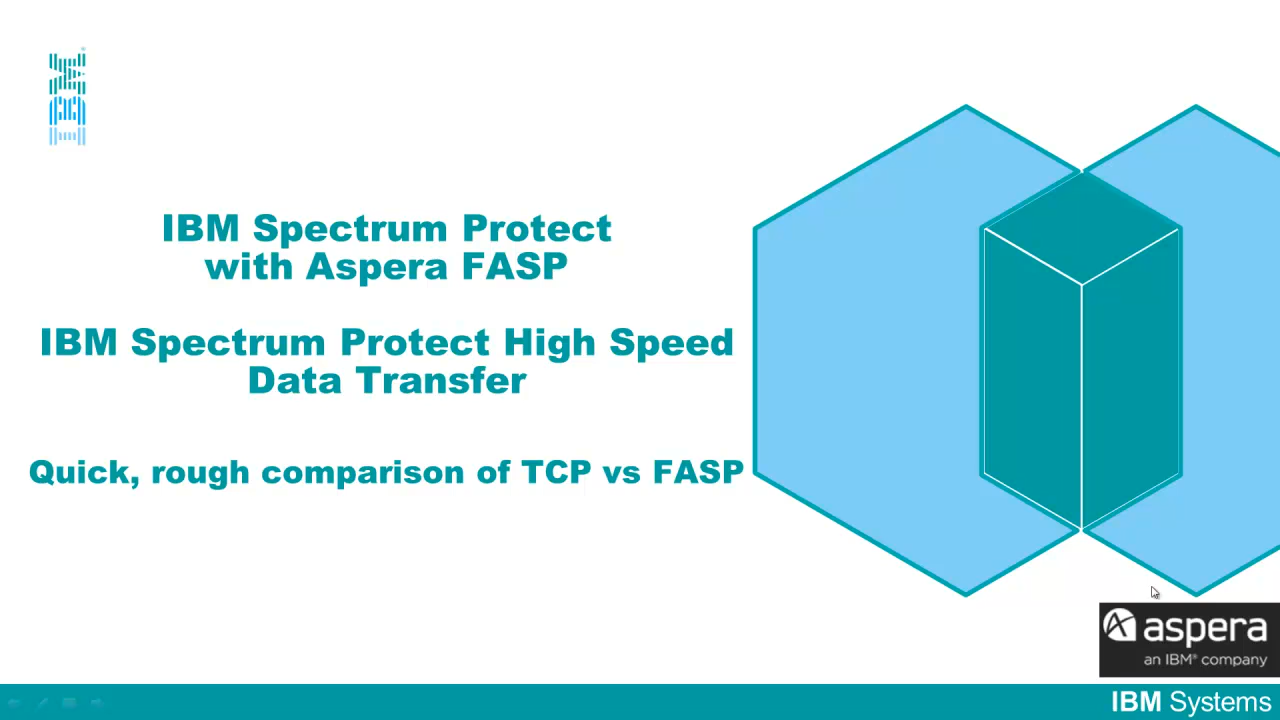 IBM
IBM Spectrum Protect
with Aspera FASP
IBM Spectrum Protect High Speed
Data Transfer
Quick, rough comparison of TCP vs FASP
aspera
an IBM® company
IBM Systems